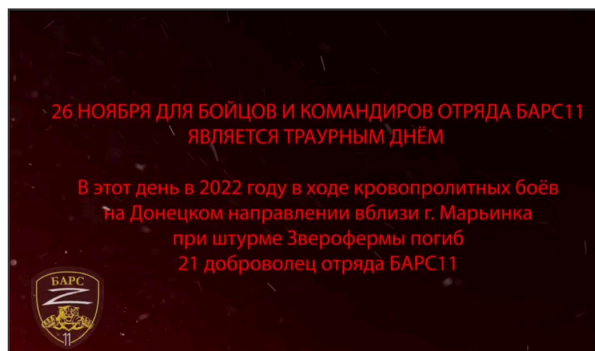 26 НОЯБРЯ ДЛЯ БОЙЦОВ И КОМАНДИРОВ ОТРЯДА БАРС11
ЯВЛЯЕТСЯ ТРАУРНЫМ ДНЁМ
В этот день в 2022 году в ходе кровопролитных боёв
на Донецком направлении вблизи г. Марьинка
при штурме Зверофермы погиб
21 доброволец отряда БАРС11
БАРС
Z
11